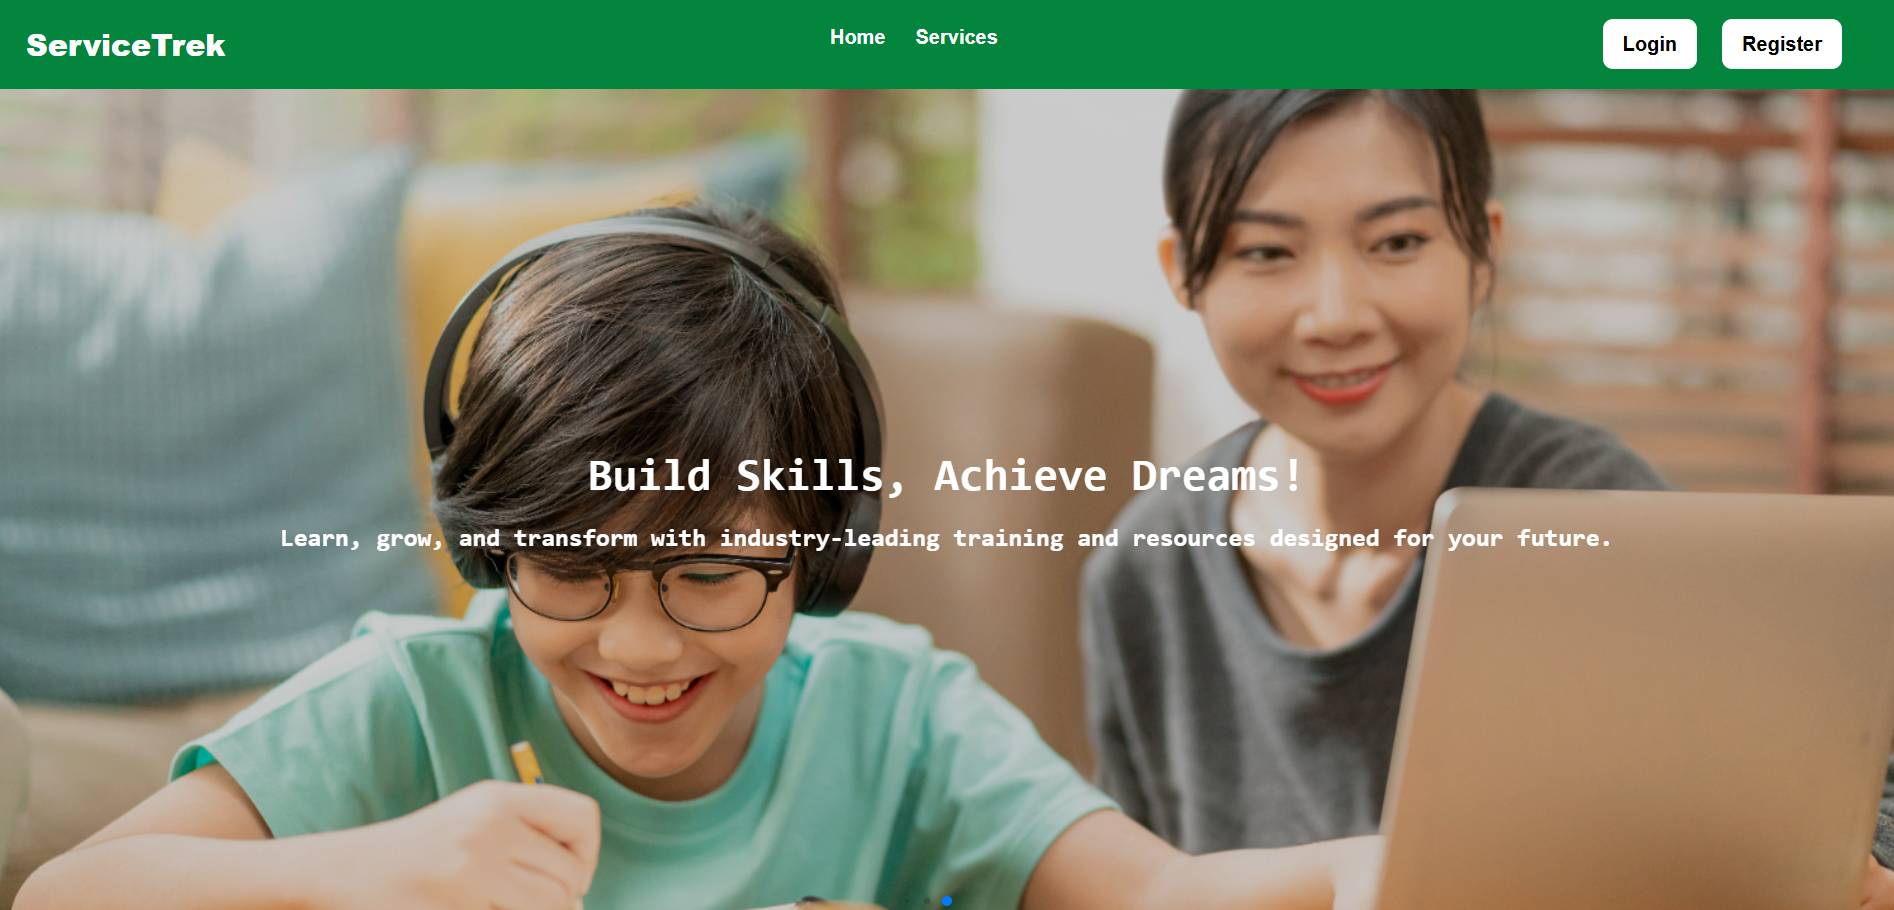 ServiceTrek
Home
Services
Login
Register
Build Skills, Achieve Dreams!
Learn, grow, and transform with industry-leading training and resources designed for your future.